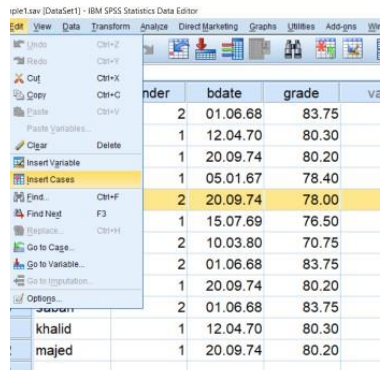 ple1.sav [DataSet1] - IBM SPSS Statistics Data Editor
Edit View Data Transform Analyze Direct Marketing Graphs Utilities Add-ons
Undo Ctrl-Z
Redo Ctrl+Y
Cut Ctrl+X
Copy Ctrl+C
Paste Ctrl+V
Paste Variables...
Clear Delete
Insert Variable
Insert Cases
Find... Ctrl+F
Find Next F3
Replace... Ctrl+H
Go to Case...
Go to Variable...
Go to Imputation...
Options...
nder bdate grade va
2 01.06.68 83.75
1 12.04.70 80.30
1 20.09.74 80.20
1 05.01.67 78.40
2 20.09.74 78.00
1 15.07.69 76.50
2 10.03.80 70.75
2 01.06.68 83.75
1 20.09.74 80.20
2 01.06.68 83.75
khalid 1 12.04.70 80.30
majed 1 20.09.74 80.20